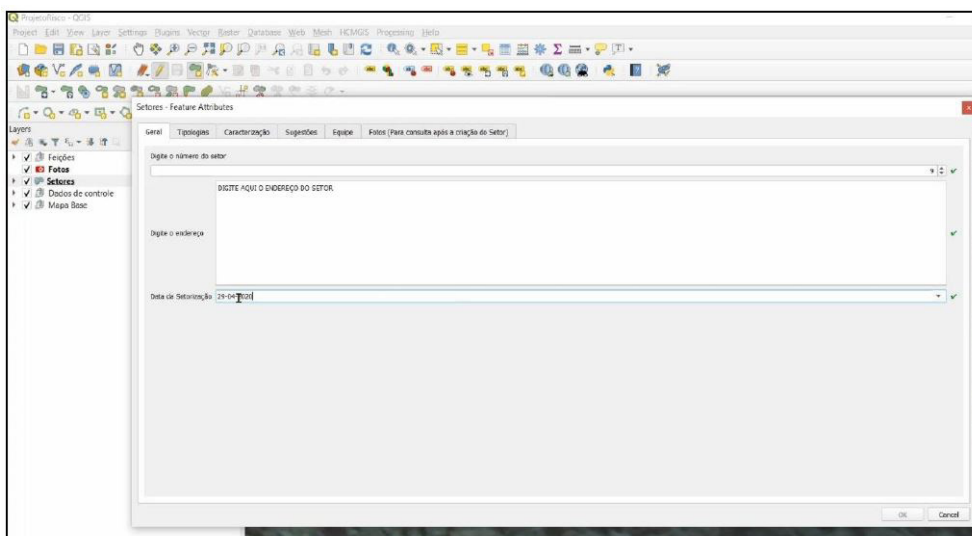 ProjetoRisco - QGIS
Project Edit View Layer Settings Plugins Vector Raster Database Web Mesh HCMGIS Processing Help
Setores - Feature Attributes
Layers
Feições
Fotos
Setores
Dados de controle
Mapa Base
Geral Tipologias Caracterização Sugestões Equipe Fotos (Para consulta após a criação do Setor)
Digite o número do setor
9
Digite o endereço
DIGITE AQUI O ENDEREÇO DO SETOR
Data da Setorização 29-04-2020
OK Cancel